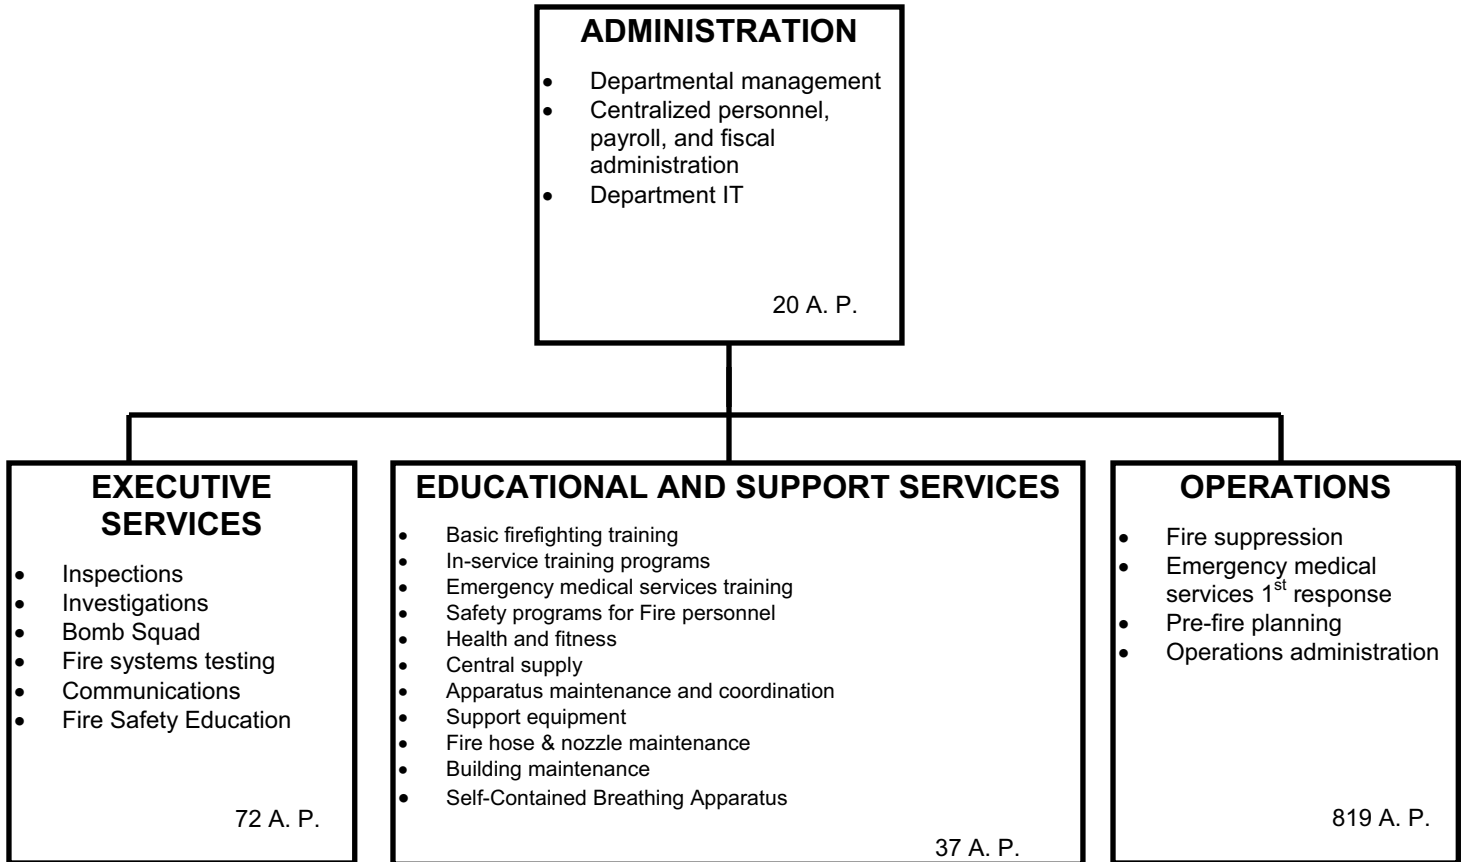 ADMINISTRATION
• Departmental management
• Centralized personnel,
payroll, and fiscal
administration
• Department IT
20 A. P.
EXECUTIVE
SERVICES
• Inspections
• Investigations
• Bomb Squad
• Fire systems testing
• Communications
• Fire Safety Education
72 A. P.
EDUCATIONAL AND SUPPORT SERVICES
• Basic firefighting training
• In-service training programs
• Emergency medical services training
• Safety programs for Fire personnel
• Health and fitness
• Central supply
• Apparatus maintenance and coordination
• Support equipment
• Fire hose & nozzle maintenance
• Building maintenance
• Self-Contained Breathing Apparatus
37 A. P.
OPERATIONS
• Fire suppression
• Emergency medical
services 1st response
• Pre-fire planning
• Operations administration
819 A. P.